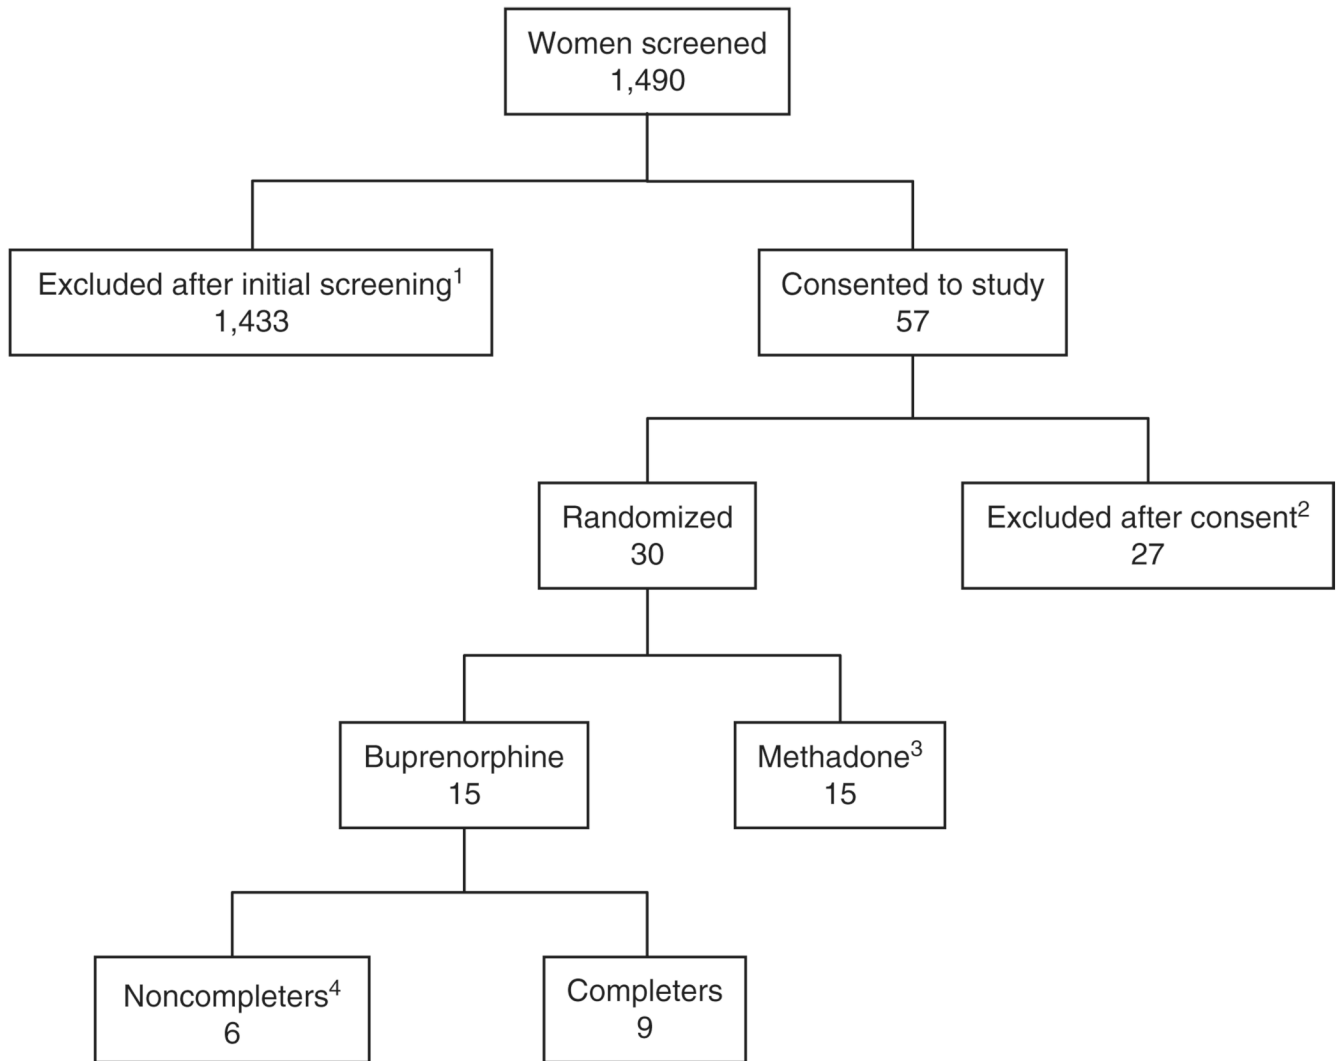 Women screened
1,490
Excluded after initial screening¹
1,433
Consented to study
57
Randomized
30
Excluded after consent²
27
Buprenorphine
15
Methadone³
15
Noncompleters⁴
6
Completers
9